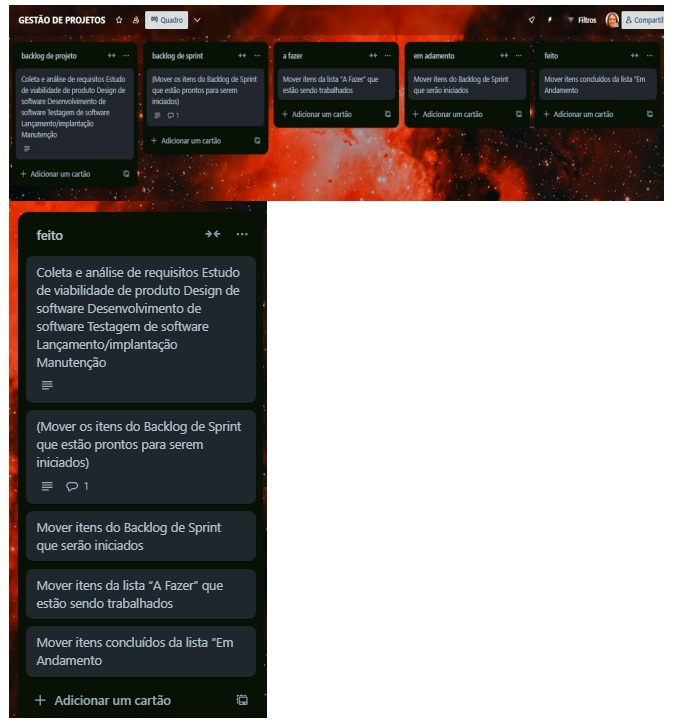 GESTÃO DE PROJETOS Quadro Filtros Compartil
backlog de projeto
Coleta e análise de requisitos Estudo
de viabilidade de produto Design de
software Desenvolvimento de
software Testagem de software
Lançamento/implantação
Manutenção
+ Adicionar um cartão
backlog de sprint
(Mover os itens do Backlog de Sprint
que estão prontos para serem
iniciados)
1
+ Adicionar um cartão
a fazer
Mover itens da lista "A Fazer" que
estão sendo trabalhados
+ Adicionar um cartão
em adamento
Mover itens do Backlog de Sprint
que serão iniciados
+ Adicionar um cartão
feito
Mover itens concluídos da lista "Em
Andamento
+ Adicionar um cartão
feito
Coleta e análise de requisitos Estudo
de viabilidade de produto Design de
software Desenvolvimento de
software Testagem de software
Lançamento/implantação
Manutenção
(Mover os itens do Backlog de Sprint
que estão prontos para serem
iniciados)
1
Mover itens do Backlog de Sprint
que serão iniciados
Mover itens da lista "A Fazer" que
estão sendo trabalhados
Mover itens concluídos da lista "Em
Andamento
+ Adicionar um cartão